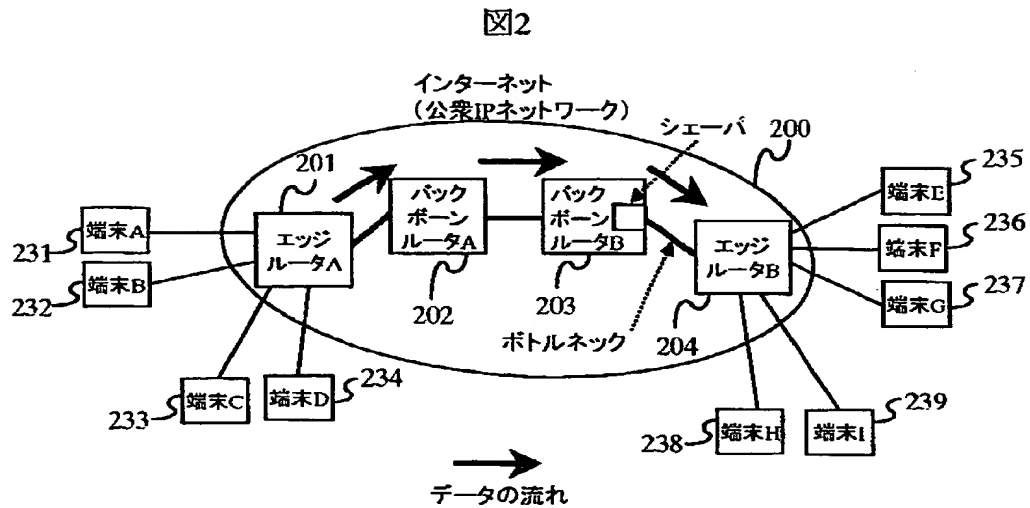 図2
インターネット
(公衆IPネットワーク)
シェーパ
200
201
235
バック
ボーン
ルータA
バック
ボーン
ルータB
端末E
端末A
エッジ
ルータA
エッジ
ルータB
236
231
端末F
端末B
202
203
237
232
端末G
ボトルネック
204
234
239
233
端末C
端末D
238
端末H
端末I
データの流れ